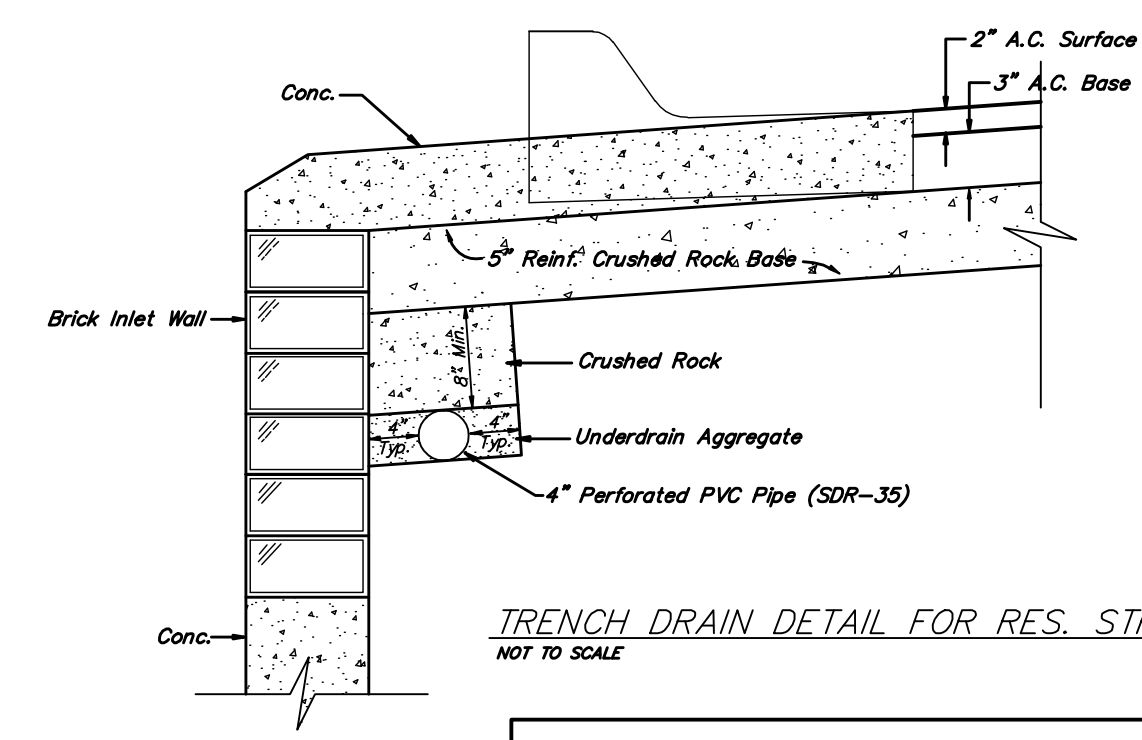 2" A.C. Surface
3" A.C. Base
Conc.
5" Reinf. Crushed Rock Base
Brick Inlet Wall
8" Min.
Crushed Rock
4"
Typ.
4"
Typ.
Underdrain Aggregate
4" Perforated PVC Pipe (SDR-35)
Conc.
TRENCH DRAIN DETAIL FOR RES.
NOT TO SCALE